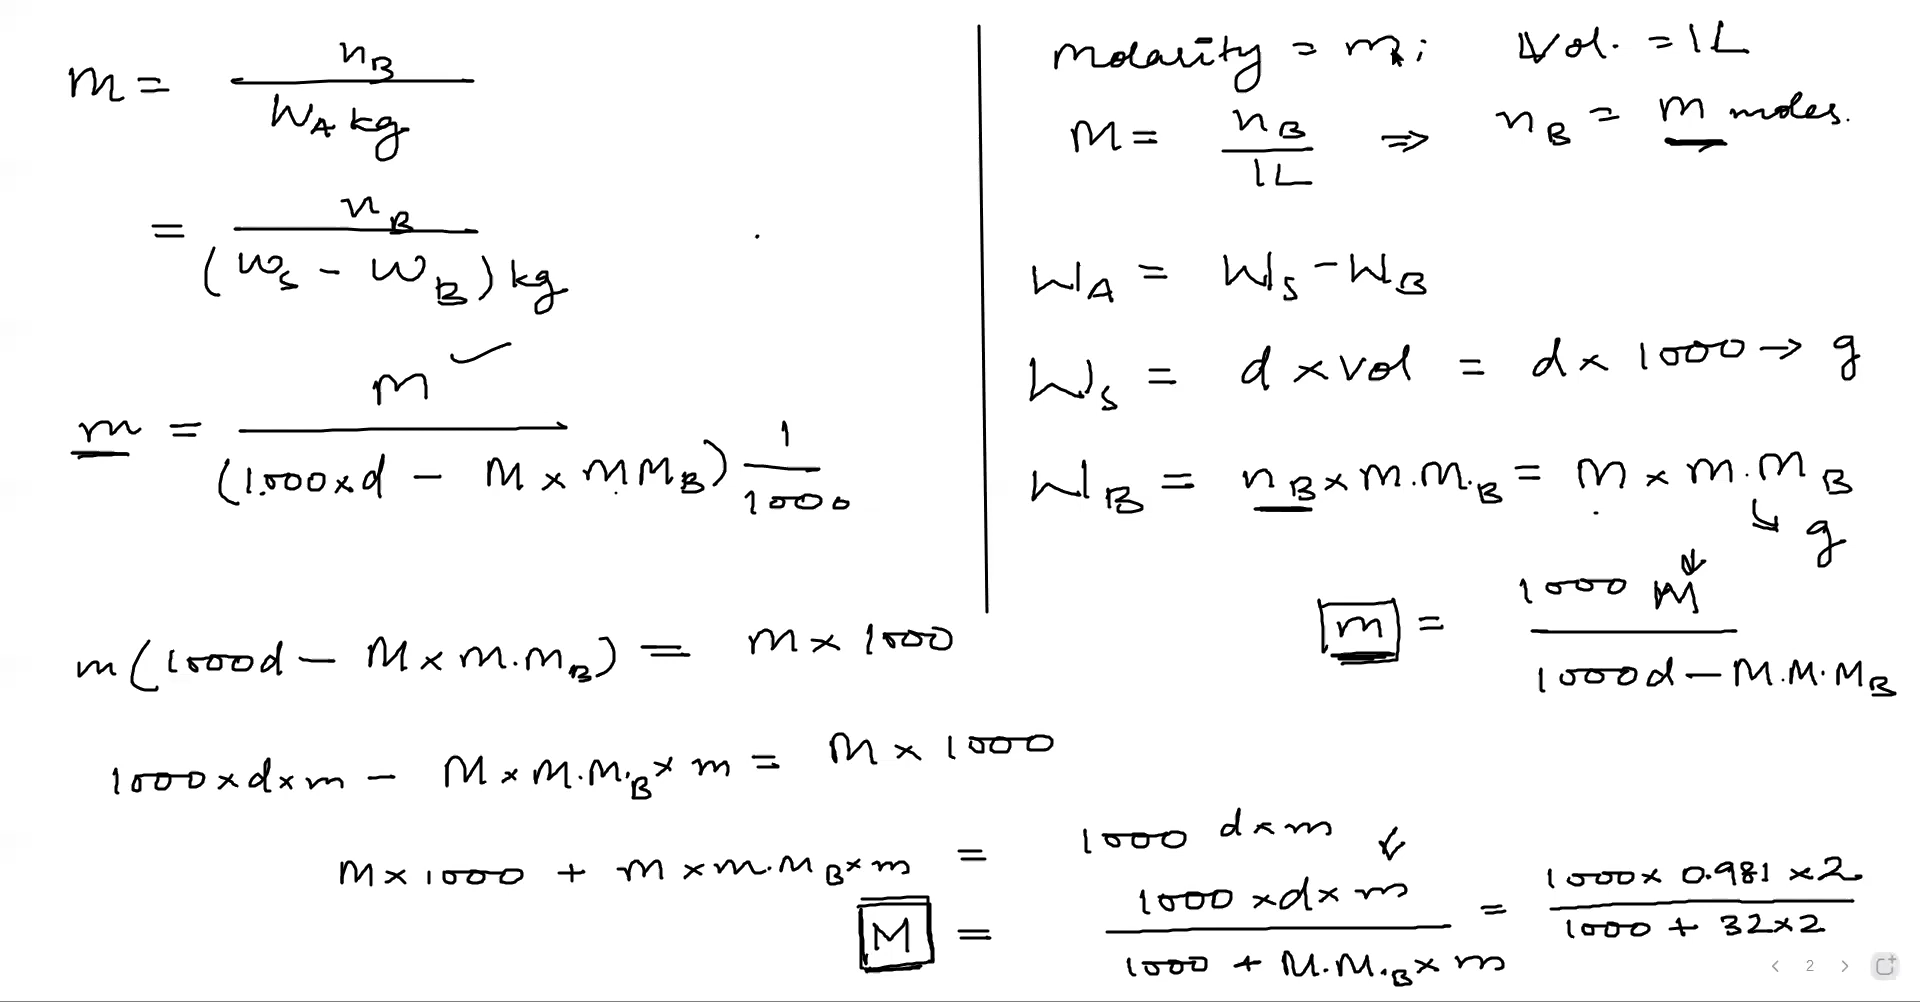 m = n_B / W_A kg
= n_B / (W_S - W_B) kg
m = M ✓ / (1000 x d - M x M M_B) 1/1000
Molarity = M; Vol. = 1L
M = n_B / 1L ⇒ n_B = M moles.
W_A = W_S - W_B
W_S = d x Vol = d x 1000 → g
W_B = n_B x M.M._B = M x M.M_B
↳ g
m = 1000 M / 1000d - M.M.M_B
m (1000d - M x M.M_B) = M x 1000
1000 x d x m - M x M.M._B x m = M x 1000
M x 1000 + M x M.M_B x m = 1000 d x m
M = 1000 x d x m / 1000 + M.M._B x m = 1000 x 0.981 x 2 / 1000 + 32 x 2
< 2 >